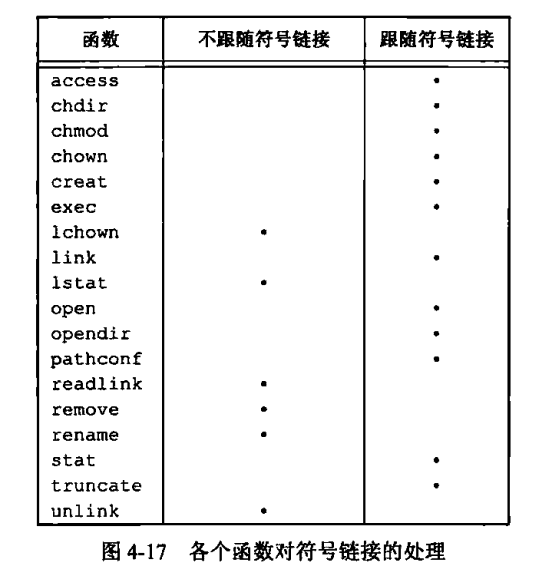 函数 不跟随符号链接 跟随符号链接
access •
chdir •
chmod •
chown •
creat •
exec •
lchown •
link •
lstat •
open •
opendir •
pathconf •
readlink •
remove •
rename •
stat •
truncate •
unlink •
图 4-17 各个函数对符号链接的处理